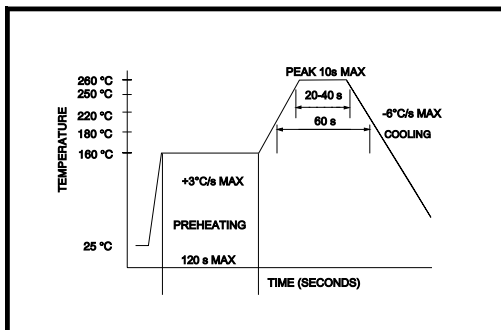 PEAK 10s MAX
260 °C
250 °C
20-40 s
220 °C
-6°C/s MAX
60 s
180 °C
COOLING
160 °C
TEMPERATURE
+3°C/s MAX
PREHEATING
25 °C
120 s MAX
TIME (SECONDS)